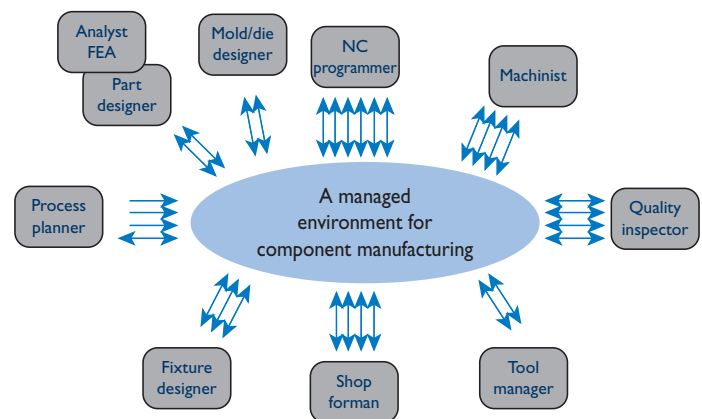 Analyst
FEA
Part
designer
Mold/die
designer
NC
programmer
Machinist
Process
planner
A managed
environment for
component manufacturing
Quality
inspector
Fixture
designer
Shop
forman
Tool
manager